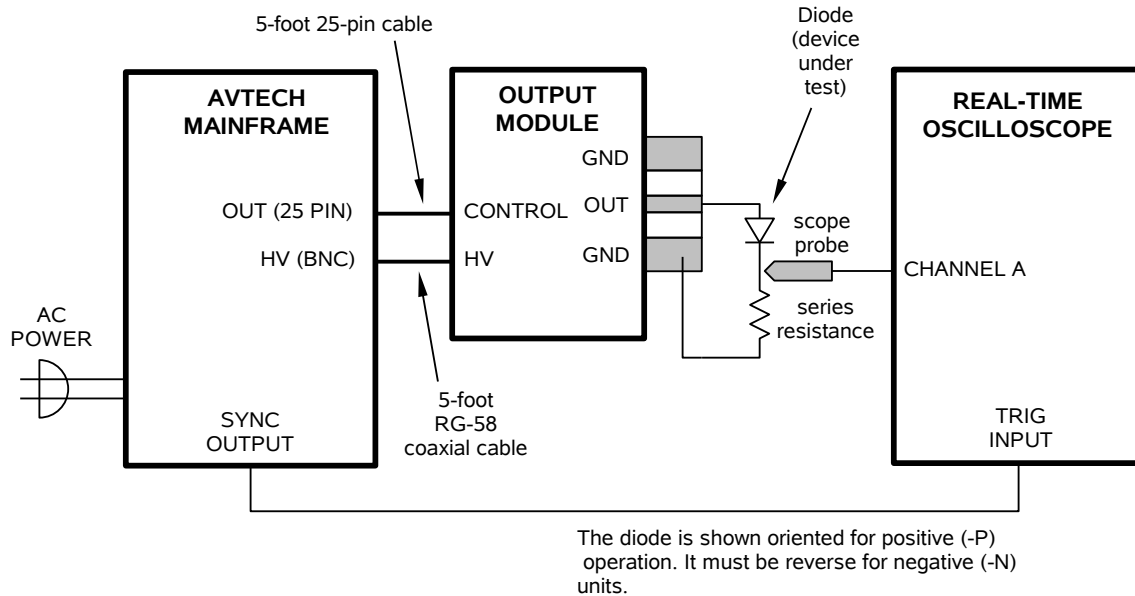 5-foot 25-pin cable
Diode
(device
under
test)
AVTECH
MAINFRAME
OUTPUT
MODULE
REAL-TIME
OSCILLOSCOPE
GND
OUT (25 PIN)
CONTROL
OUT
HV (BNC)
HV
GND
scope
probe
CHANNEL A
series
resistance
AC
POWER
5-foot
RG-58
coaxial cable
SYNC
OUTPUT
TRIG
INPUT
The diode is shown oriented for positive (-P)
operation. It must be reverse for negative (-N)
units.